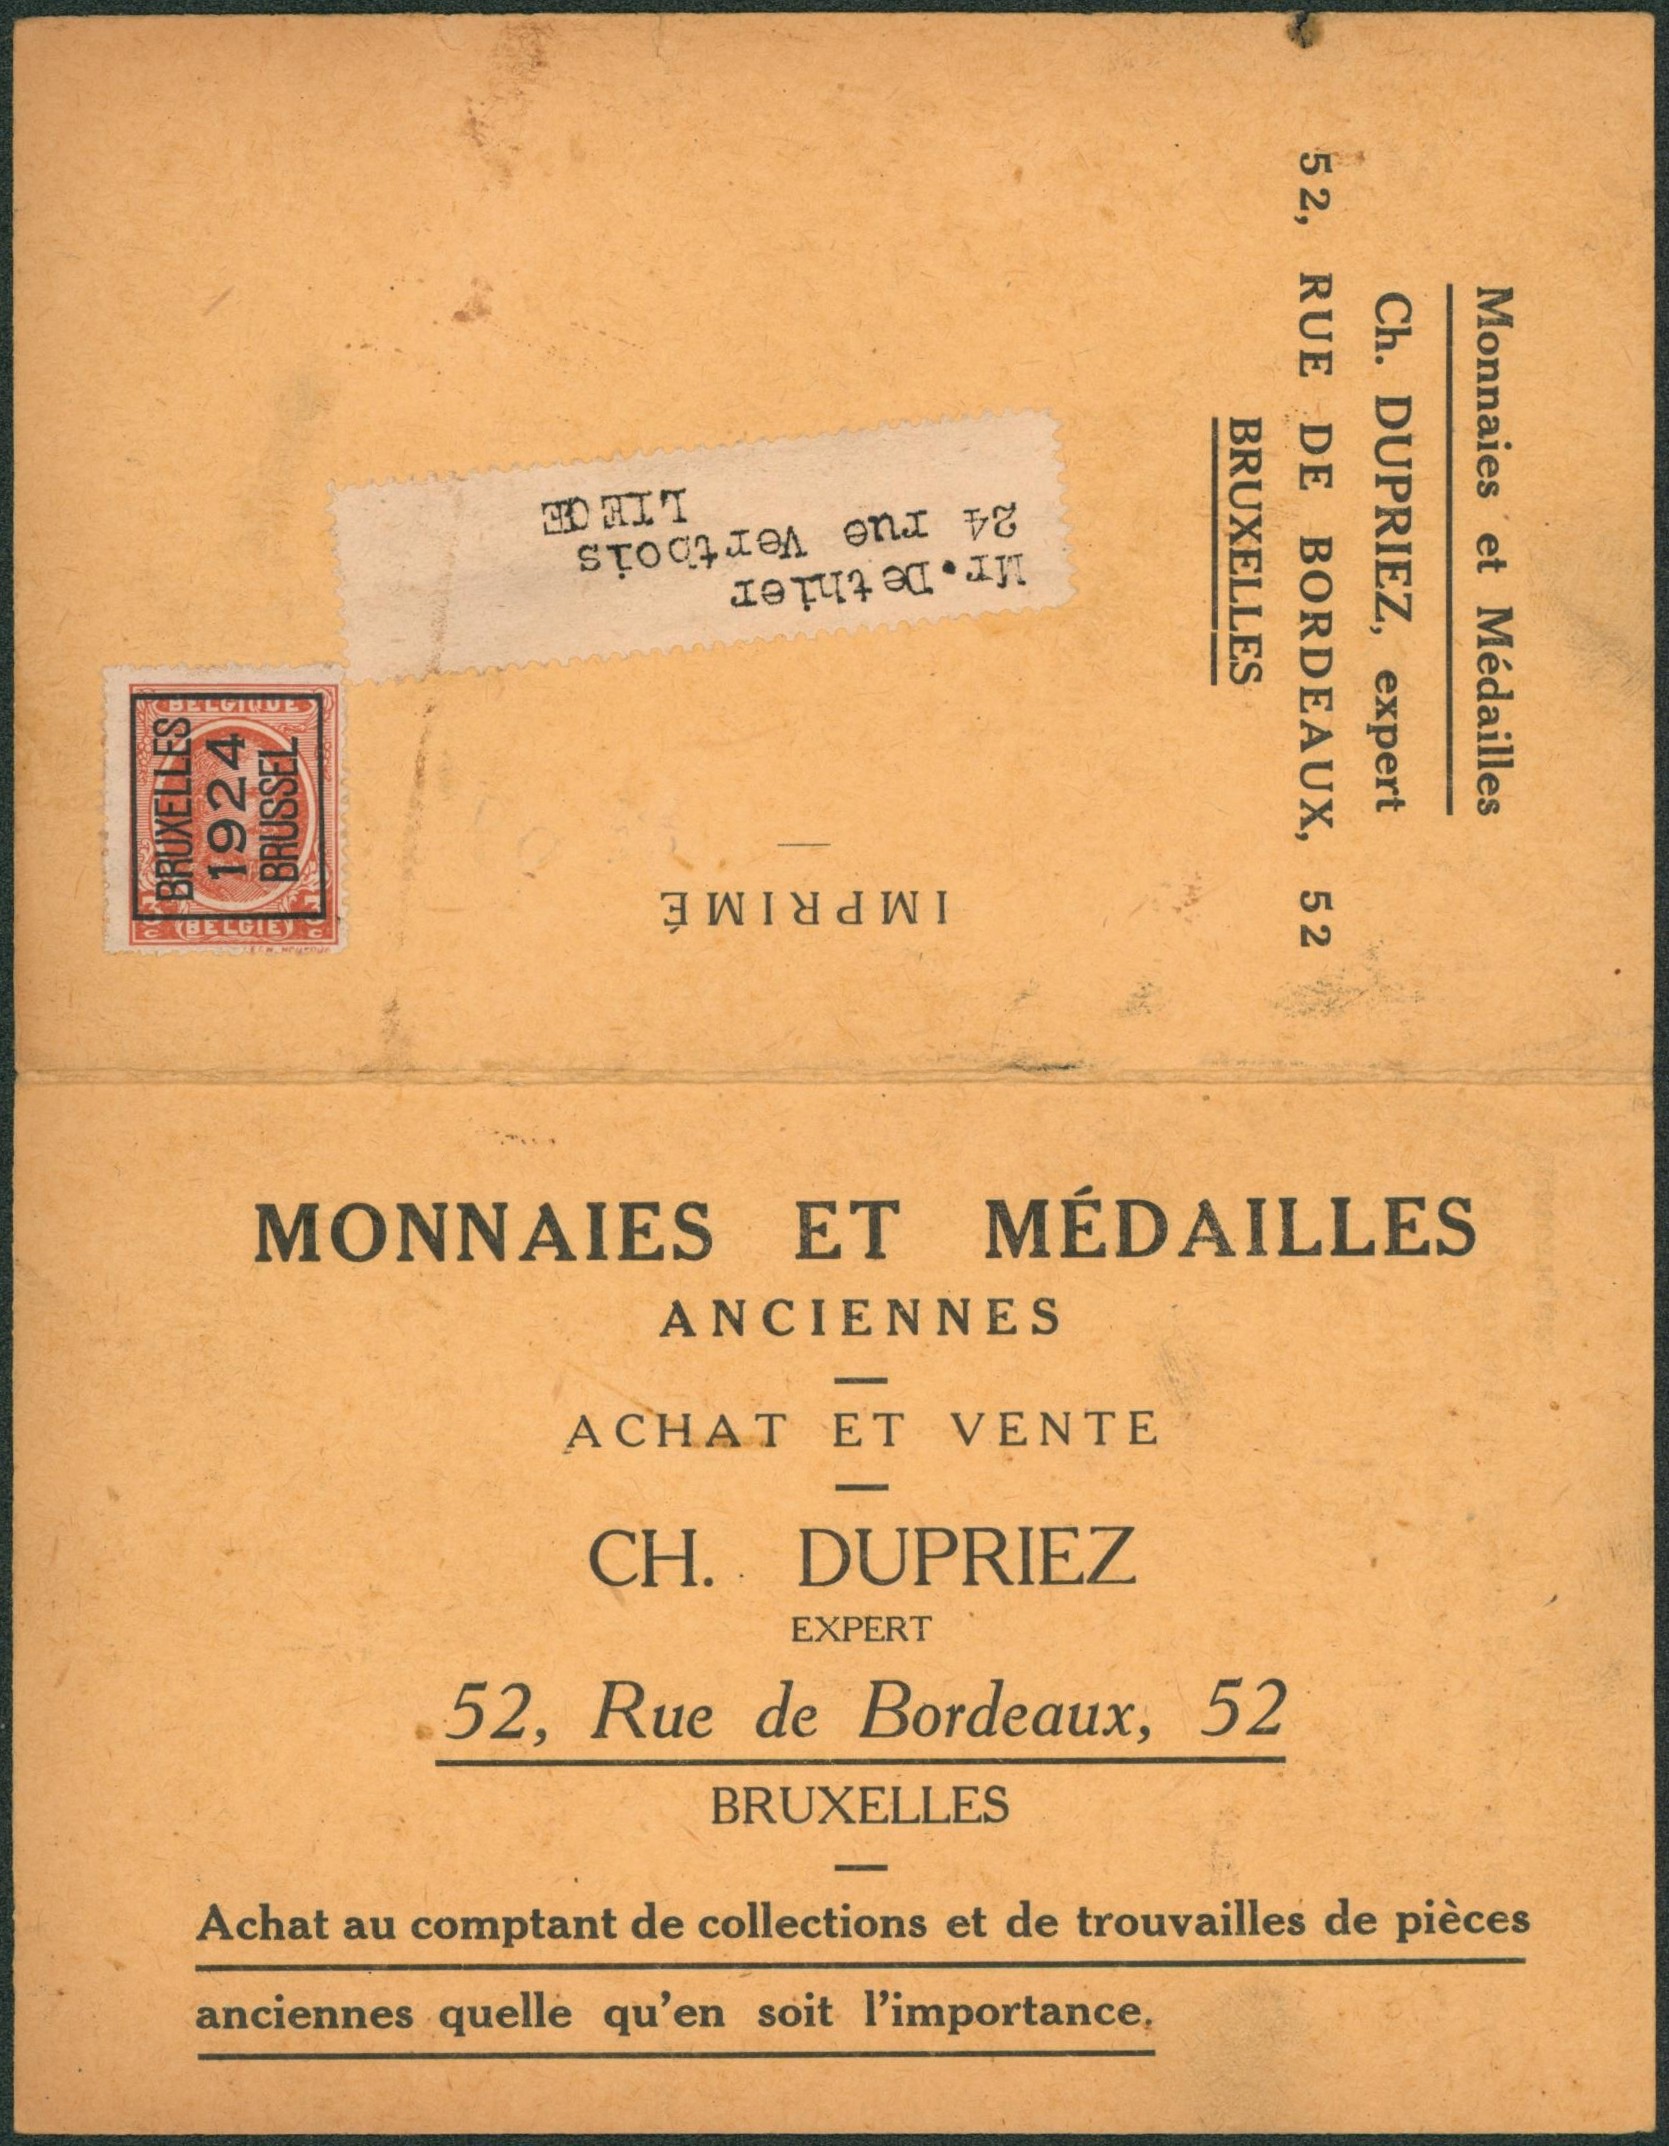 Monnaies et Médailles
Ch. DUPRIEZ, expert
52, RUE DE BORDEAUX, 52
BRUXELLES
Mr.Dethier
24 rue Vertbois
LIEGE
BELGIQUE
BRUXELLES
1924
BRUSSEL
3 3
C BELGIE C
IMPRIMÉ
MONNAIES ET MÉDAILLES
ANCIENNES
ACHAT ET VENTE
CH. DUPRIEZ
EXPERT
52, Rue de Bordeaux, 52
BRUXELLES
Achat au comptant de collections et de trouvailles de pièces
anciennes quelle qu'en soit l'importance.